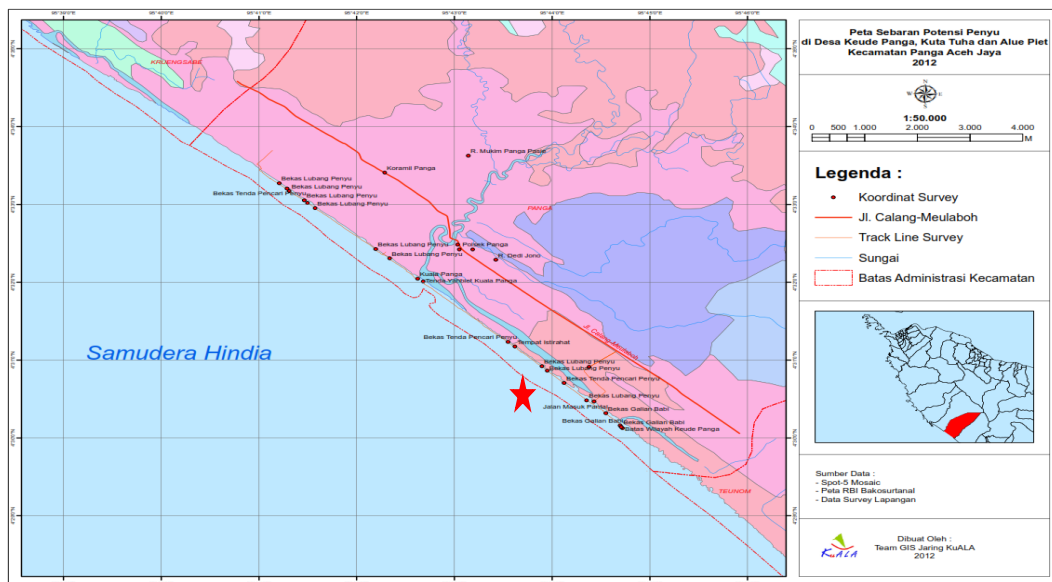 KRUENGSABE
R. Mukim Panga Pasie
Koramil Panga
Bekas Lubang Penyu
Bekas Lubang Penyu
Bekas Tenda Pencari Penyu
Bekas Lubang Penyu
Bekas Lubang Penyu
PANGA
Bekas Lubang Penyu
Polsek Panga
Bekas Lubang Penyu
R. Dedi Jono
Kuala Panga
Tenda Yanmet Kuala Panga
Jl. Calang-Meulaboh
Bekas Tenda Pencari Penyu
Tempat Istirahat
Samudera Hindia
Bekas Lubang Penyu
Bekas Lubang Penyu
Bekas Tenda Pencari Penyu
Bekas Lubang Penyu
Jalan Masuk Pantai
Bekas Galian Babi
Bekas Galian Babi
Bekas Galian Babi
Batas Wilayah Keude Panga
TEUNOM
Peta Sebaran Potensi Penyu
di Desa Keude Panga, Kuta Tuha dan Alue Piet
Kecamatan Panga Aceh Jaya
2012
N
W E
S
1:50.000
0 500 1.000 2.000 3.000 4.000
M
Legenda :
Koordinat Survey
Jl. Calang-Meulaboh
Track Line Survey
Sungai
Batas Administrasi Kecamatan
Sumber Data :
- Spot-5 Mosaic
- Peta RBI Bakosurtanal
- Data Survey Lapangan
KuALA
Dibuat Oleh :
Team GIS Jaring KuALA
2012